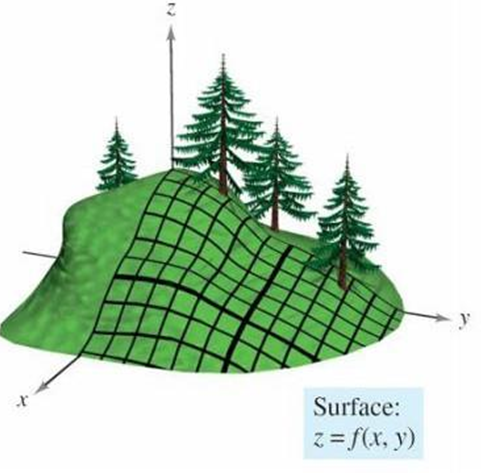 z
y
x
Surface:
z = f(x, y)